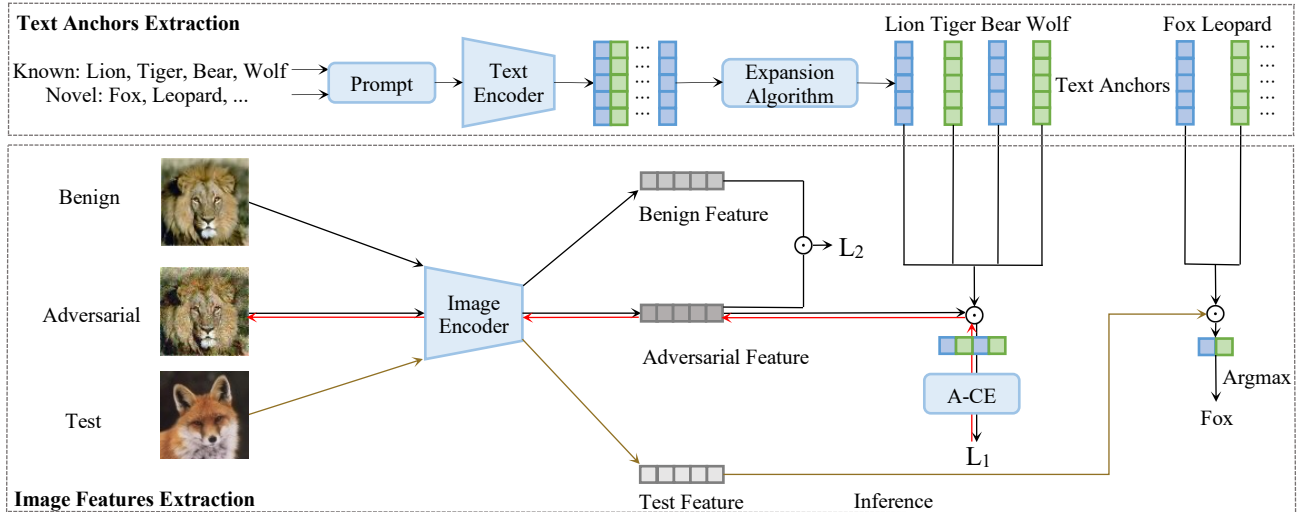 Text Anchors Extraction
Known: Lion, Tiger, Bear, Wolf
Novel: Fox, Leopard, ...
Prompt
Text
Encoder
...
...
...
...
...
Expansion
Algorithm
Lion Tiger Bear Wolf
Text Anchors
Fox Leopard
...
...
...
...
...
Benign
Adversarial
Test
Image
Encoder
Benign Feature
L2
Adversarial Feature
A-CE
L1
Argmax
Fox
Test Feature
Inference
Image Features Extraction